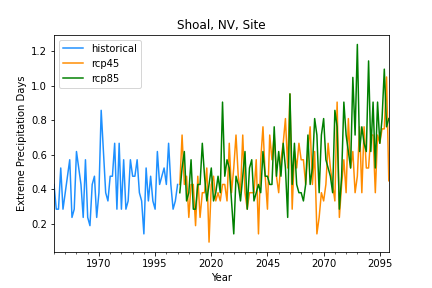 Shoal, NV, Site
historical
rcp45
rcp85
Extreme Precipitation Days
1.2
1.0
0.8
0.6
0.4
0.2
1970 1995 2020 2045 2070 2095
Year